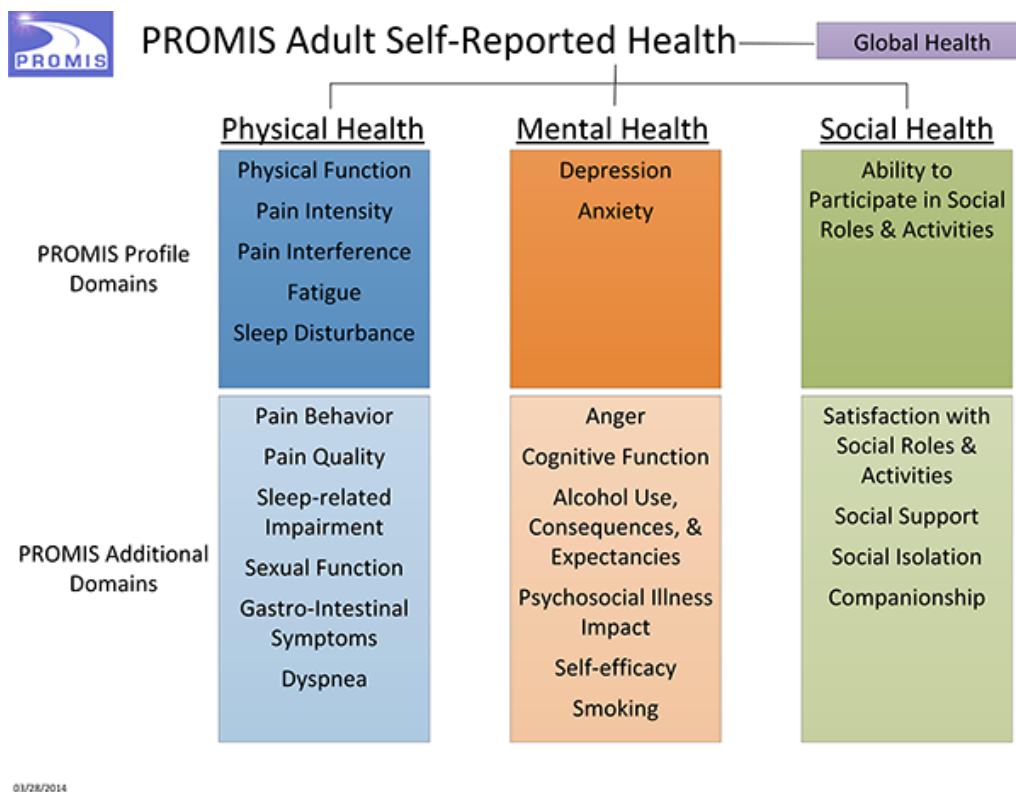 PROMIS
PROMIS Adult Self-Reported Health
Global Health
Physical Health
Mental Health
Social Health
PROMIS Profile
Domains
Physical Function
Pain Intensity
Pain Interference
Fatigue
Sleep Disturbance
Depression
Anxiety
Ability to
Participate in Social
Roles & Activities
PROMIS Additional
Domains
Pain Behavior
Pain Quality
Sleep-related
Impairment
Sexual Function
Gastro-Intestinal
Symptoms
Dyspnea
Anger
Cognitive Function
Alcohol Use,
Consequences, &
Expectancies
Psychosocial Illness
Impact
Self-efficacy
Smoking
Satisfaction with
Social Roles &
Activities
Social Support
Social Isolation
Companionship
03/28/2014